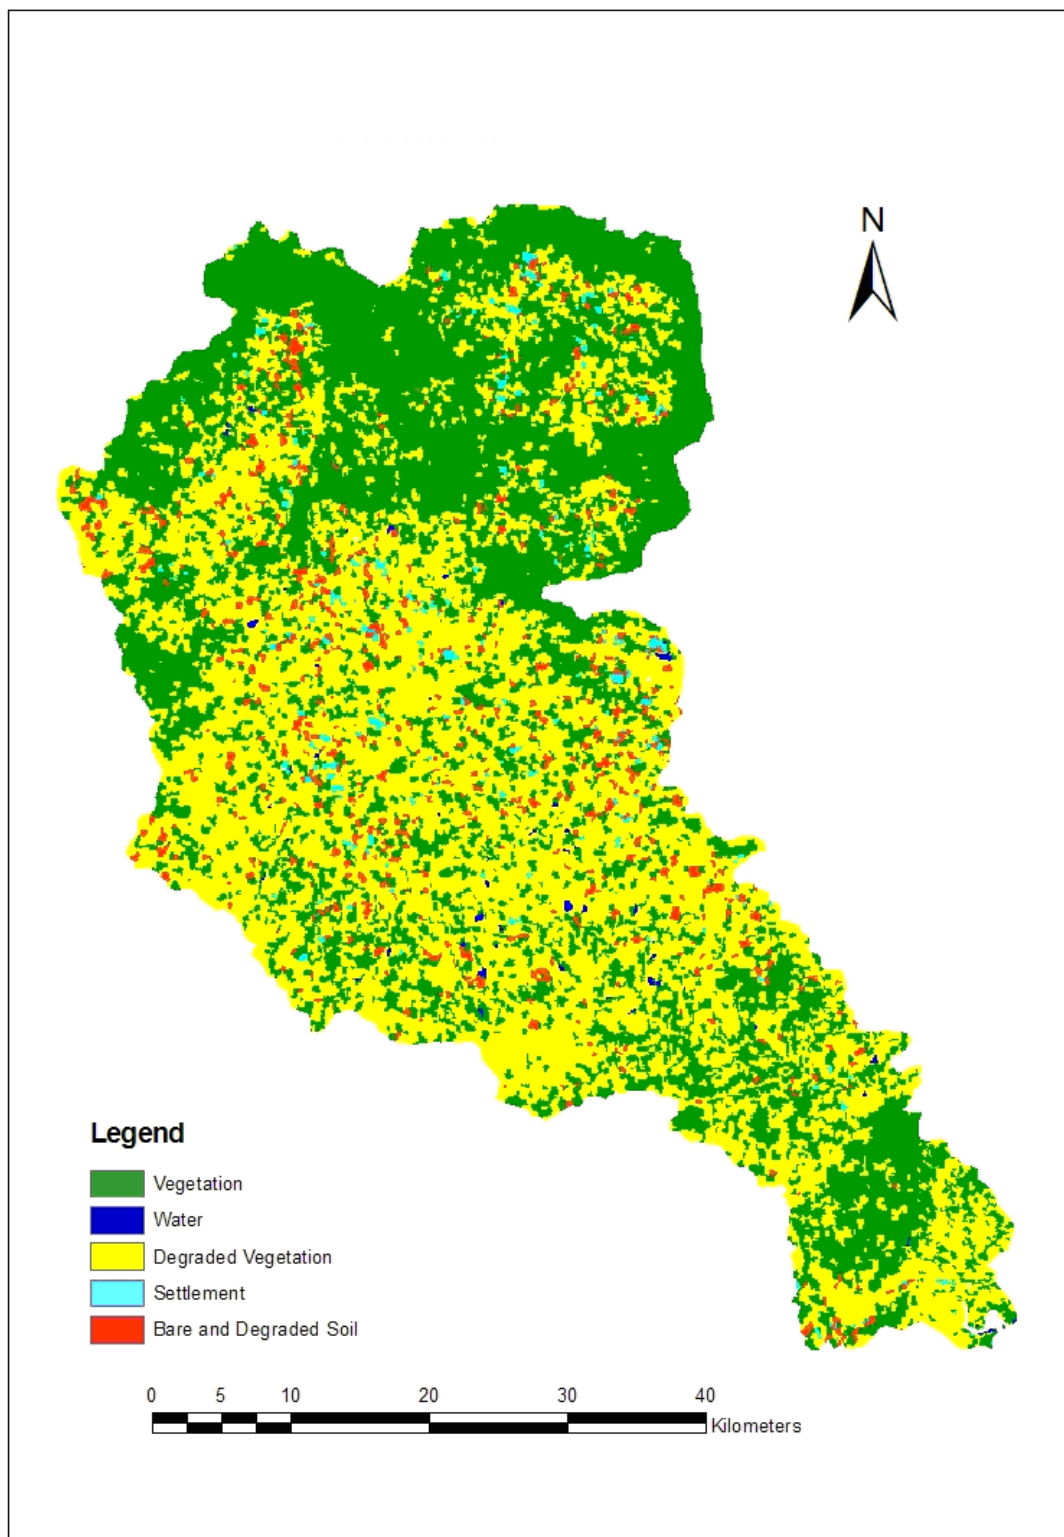 N
Legend
Vegetation
Water
Degraded Vegetation
Settlement
Bare and Degraded Soil
0 5 10 20 30 40
Kilometers